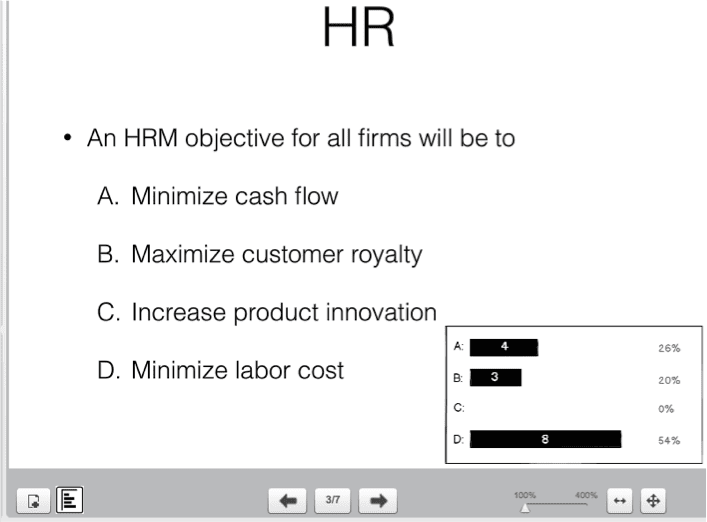 HR
• An HRM objective for all firms will be to
A. Minimize cash flow
B. Maximize customer royalty
C. Increase product innovation
D. Minimize labor cost
A: 4 26%
B: 3 20%
C: 0%
D: 8 54%
3/7
100% 400%